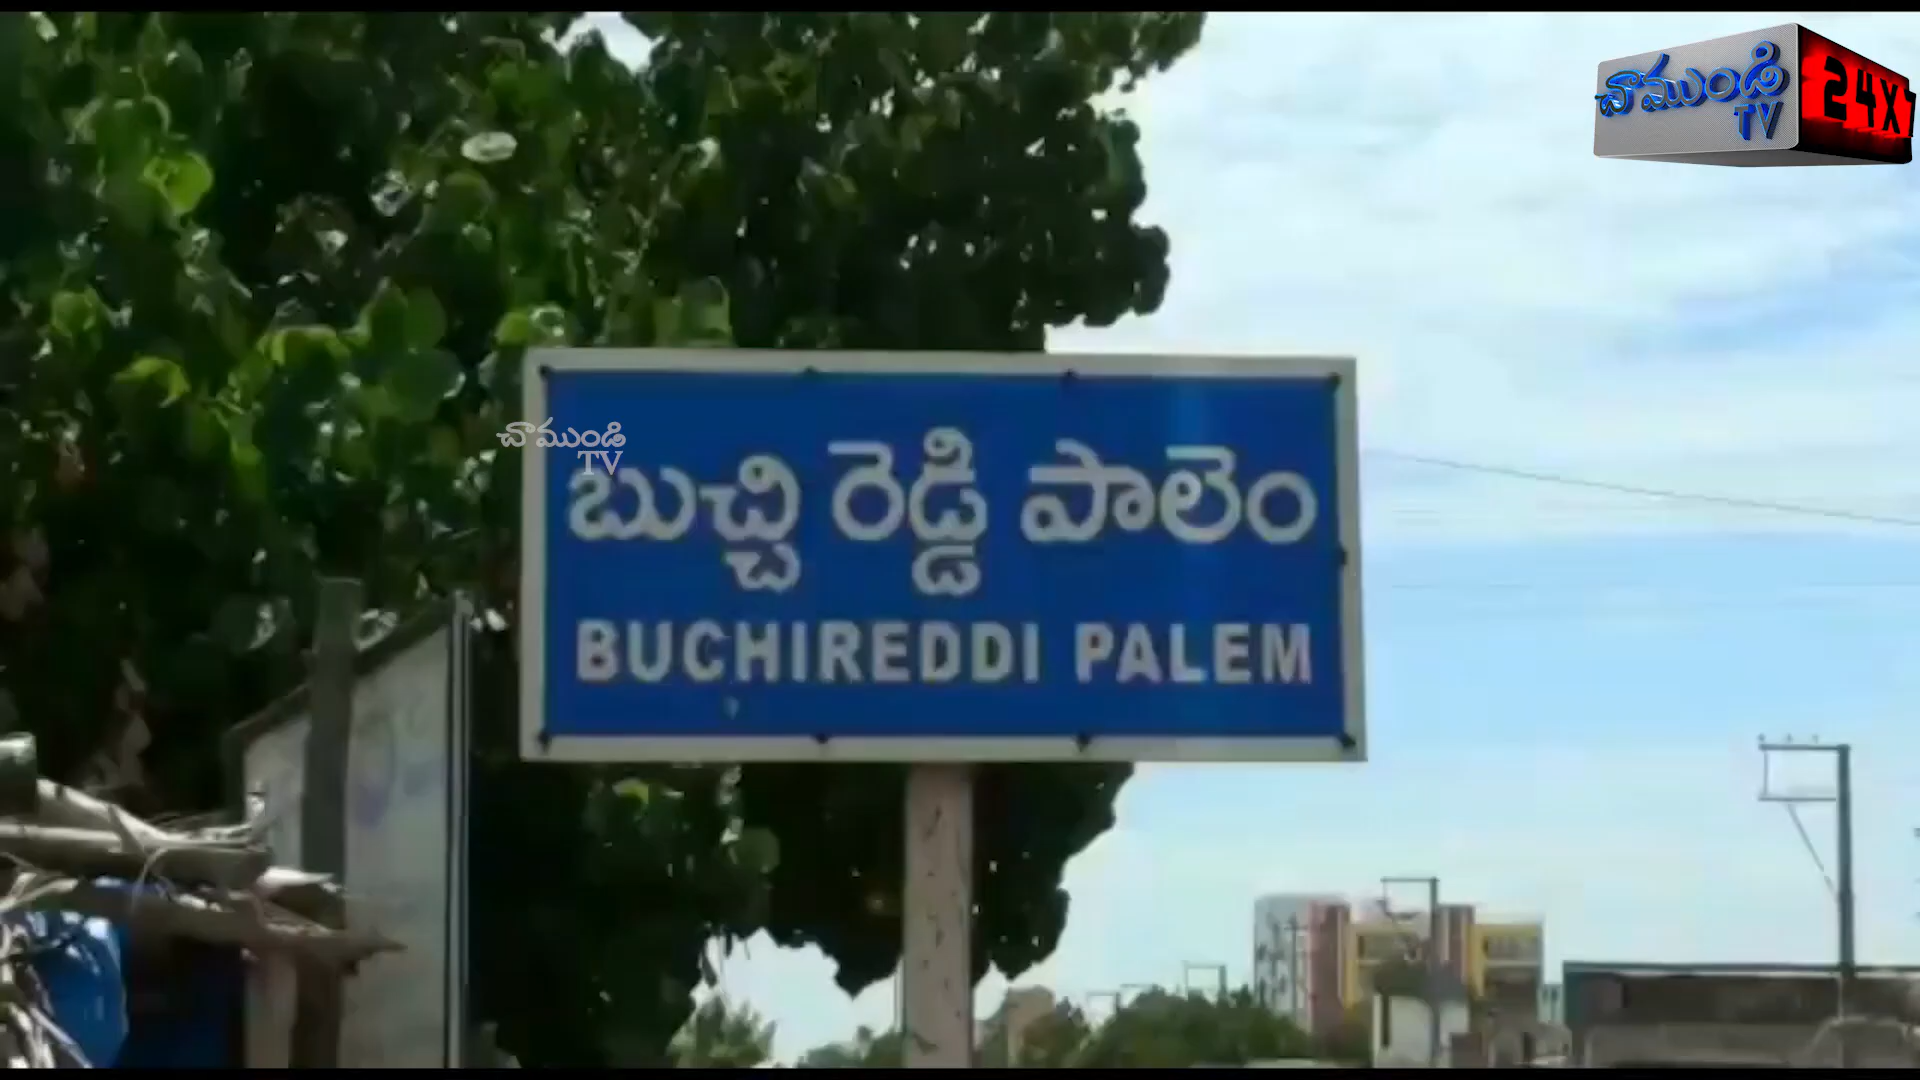 చాముండి
TV
24X
చాముండి
TV
బుచ్చి రెడ్డి పాలెం
BUCHIREDDI PALEM